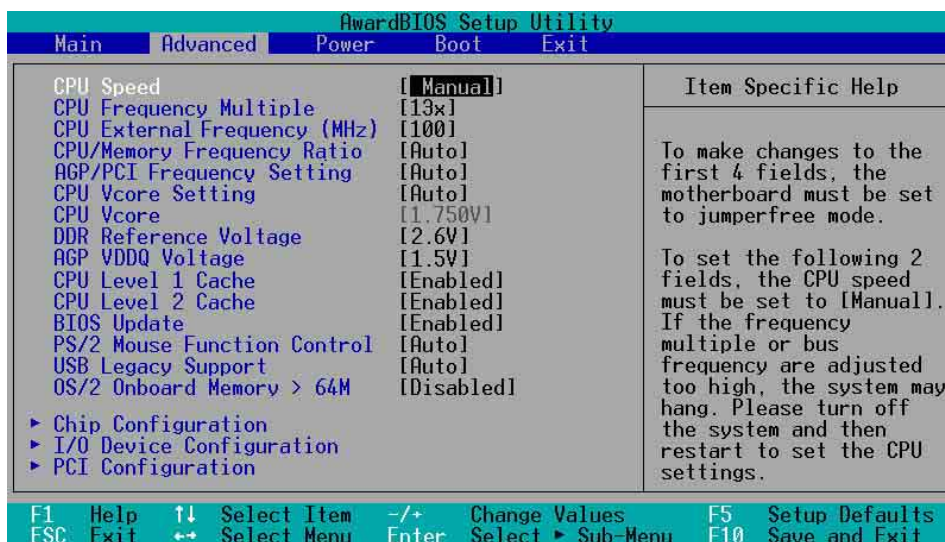 AwardBIOS Setup Utility
Main Advanced Power Boot Exit
CPU Speed [ Manual]
CPU Frequency Multiple [13x]
CPU External Frequency (MHz) [100]
CPU/Memory Frequency Ratio [Auto]
AGP/PCI Frequency Setting [Auto]
CPU Vcore Setting [Auto]
CPU Vcore [1.750V]
DDR Reference Voltage [2.6V]
AGP VDDQ Voltage [1.5V]
CPU Level 1 Cache [Enabled]
CPU Level 2 Cache [Enabled]
BIOS Update [Enabled]
PS/2 Mouse Function Control [Auto]
USB Legacy Support [Auto]
OS/2 Onboard Memory > 64M [Disabled]
▶ Chip Configuration
▶ I/O Device Configuration
▶ PCI Configuration
Item Specific Help
To make changes to the
first 4 fields, the
motherboard must be set
to jumperfree mode.
To set the following 2
fields, the CPU speed
must be set to [Manual].
If the frequency
multiple or bus
frequency are adjusted
too high, the system may
hang. Please turn off
the system and then
restart to set the CPU
settings.
F1 Help ↑↓ Select Item -/+ Change Values F5 Setup Defaults
ESC Exit ←→ Select Menu Enter Select ▶ Sub-Menu F10 Save and Exit